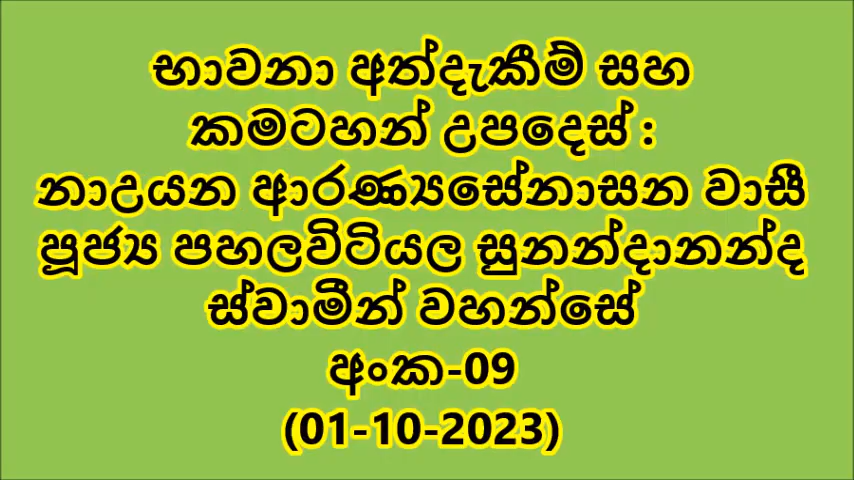 භාවනා අත්දැකීම් සහ
කමටහන් උපදෙස් :
නාඋයන ආරණ්‍යසේනාසන වාසී
පූජ්‍ය පහලවිටියල සුනන්දානන්ද
ස්වාමීන් වහන්සේ
අංක-09
(01-10-2023)